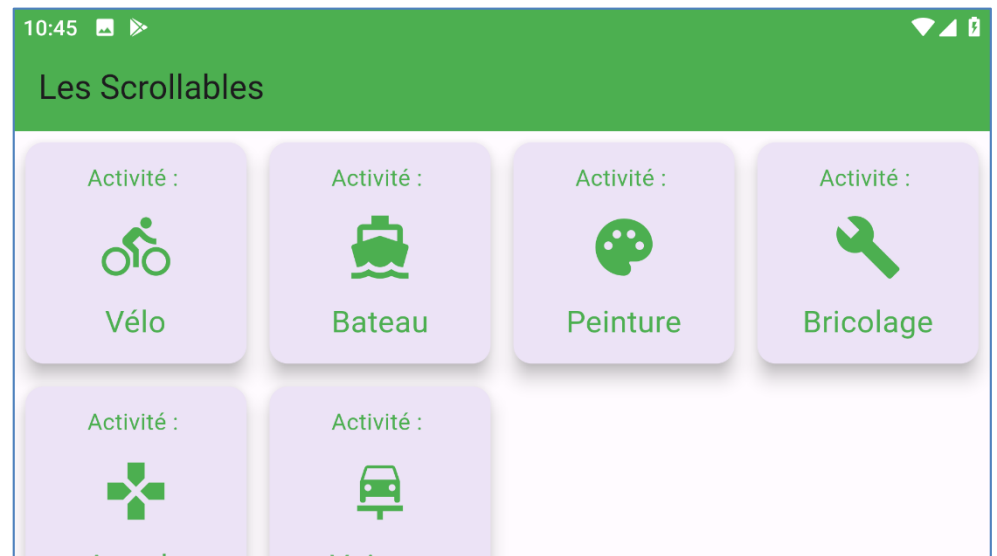 10:45
Les Scrollables
Activité : Activité : Activité : Activité :
Vélo Bateau Peinture Bricolage
Activité : Activité :